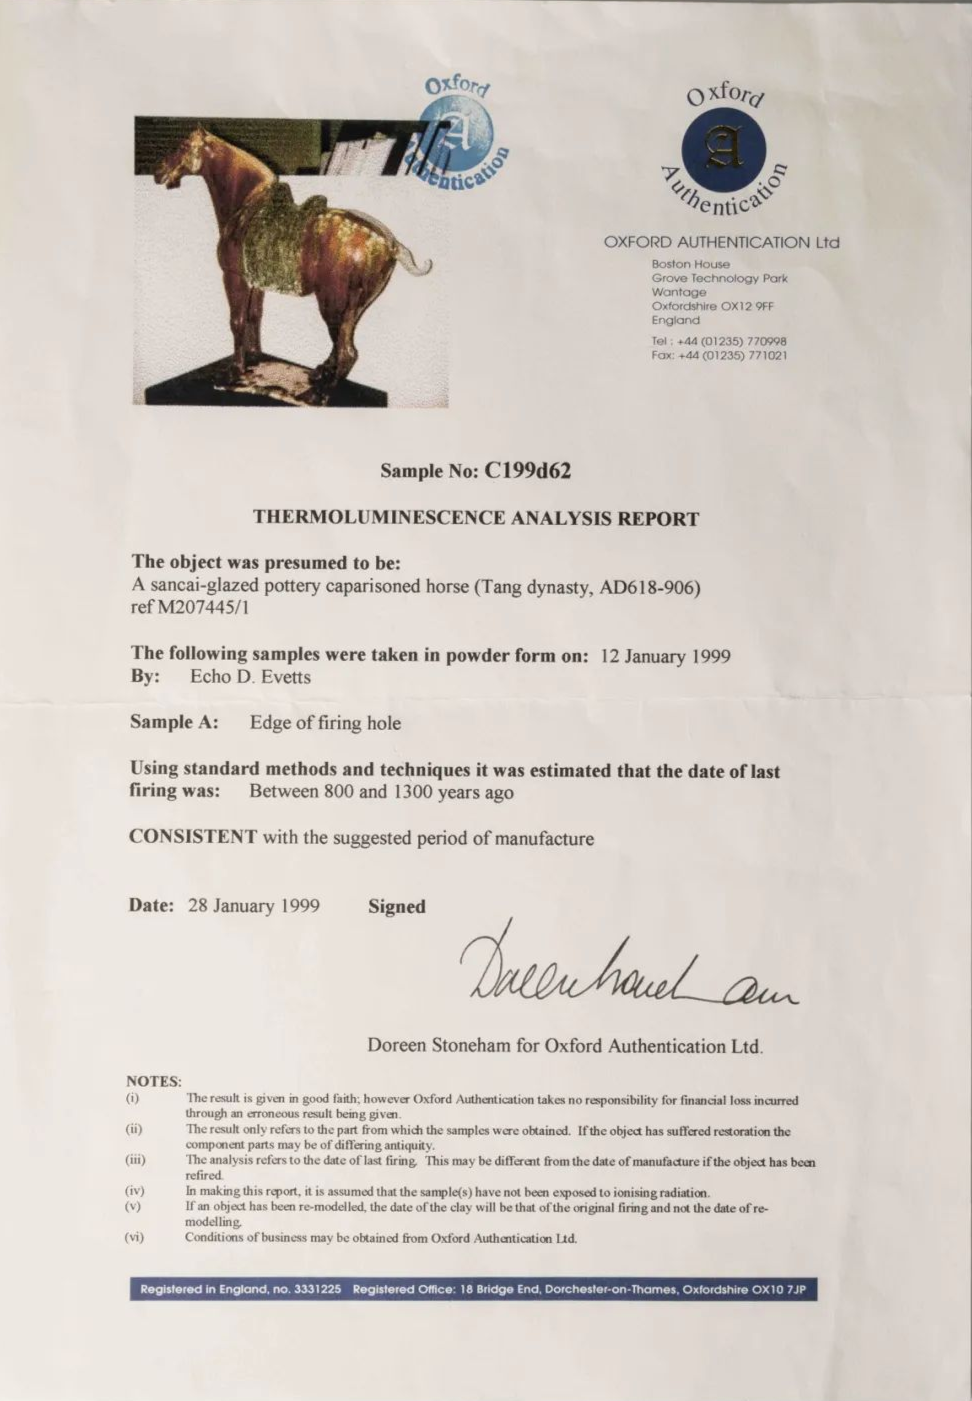 Oxford
A
Authentication
Oxford
A
Authentication
OXFORD AUTHENTICATION Ltd
Boston House
Grove Technology Park
Wantage
Oxfordshire OX12 9FF
England
Tel : +44 (01235) 770998
Fax: +44 (01235) 771021
Sample No: C199d62
THERMOLUMINESCENCE ANALYSIS REPORT
The object was presumed to be:
A sancai-glazed pottery caparisoned horse (Tang dynasty, AD618-906)
ref M207445/1
The following samples were taken in powder form on: 12 January 1999
By: Echo D. Evetts
Sample A: Edge of firing hole
Using standard methods and techniques it was estimated that the date of last
firing was: Between 800 and 1300 years ago
CONSISTENT with the suggested period of manufacture
Date: 28 January 1999 Signed
Doreen Stoneham for Oxford Authentication Ltd.
NOTES:
(i) The result is given in good faith; however Oxford Authentication takes no responsibility for financial loss incurred
through an erroneous result being given.
(ii) The result only refers to the part from which the samples were obtained. If the object has suffered restoration the
component parts may be of differing antiquity.
(iii) The analysis refers to the date of last firing. This may be different from the date of manufacture if the object has been
refired.
(iv) In making this report, it is assumed that the sample(s) have not been exposed to ionising radiation.
(v) If an object has been re-modelled, the date of the clay will be that of the original firing and not the date of re-
modelling.
(vi) Conditions of business may be obtained from Oxford Authentication Ltd.
Registered in England, no. 3331225 Registered Office: 18 Bridge End, Dorchester-on-Thames, Oxfordshire OX10 7JP